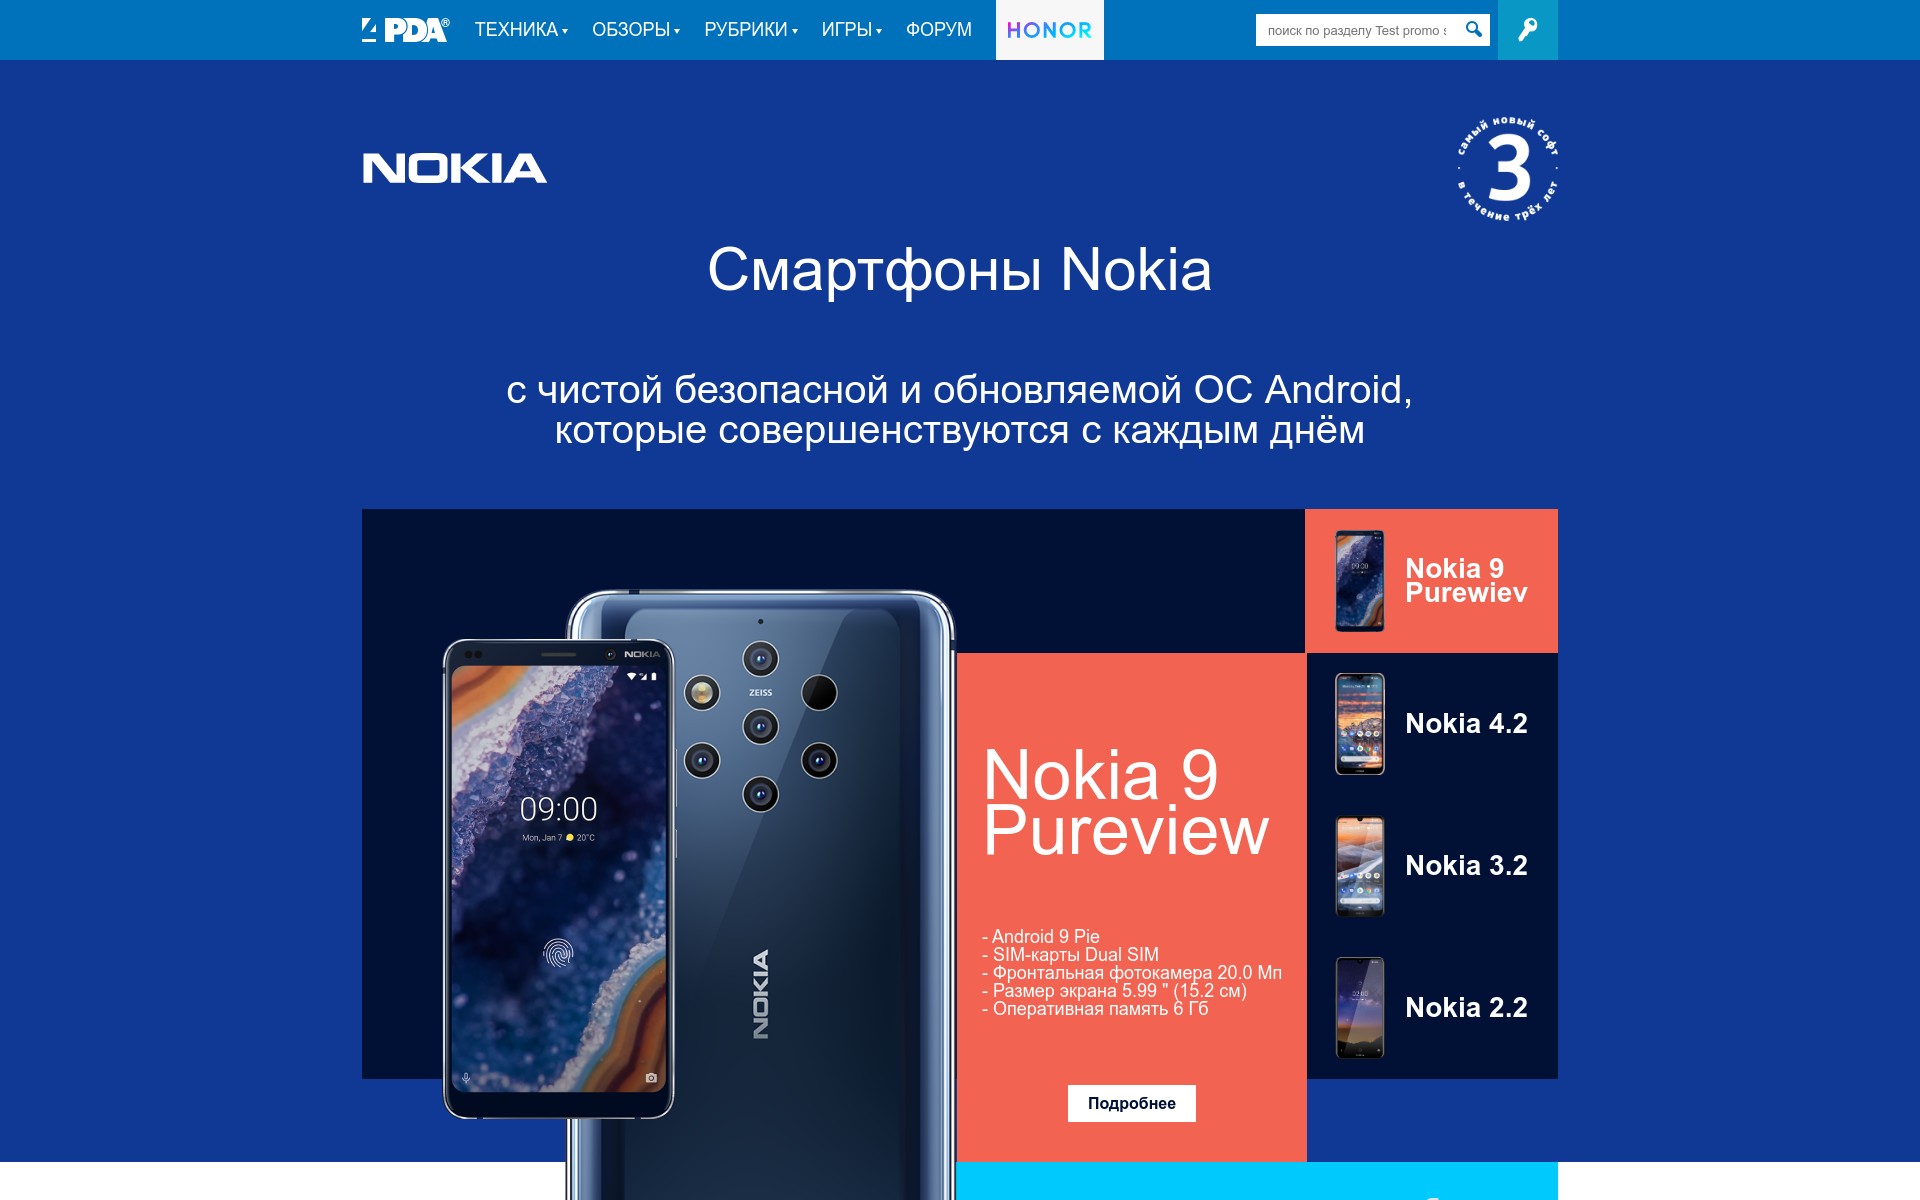 4PDA®
ТЕХНИКА
ОБЗОРЫ
РУБРИКИ
ИГРЫ
ФОРУМ
HONOR
поиск по разделу Test promo s
NOKIA
самый новый софт
3
в течение трёх лет
Смартфоны Nokia
с чистой безопасной и обновляемой ОС Android,
которые совершенствуются с каждым днём
NOKIA
09:00
Mon, Jan 7 20°C
ZEISS
NOKIA
Nokia 9
Pureview
- Android 9 Pie
- SIM-карты Dual SIM
- Фронтальная фотокамера 20.0 Мп
- Размер экрана 5.99 " (15.2 см)
- Оперативная память 6 Гб
Подробнее
09:00
Nokia 9
Purewiev
Nokia 4.2
Nokia 3.2
Nokia 2.2